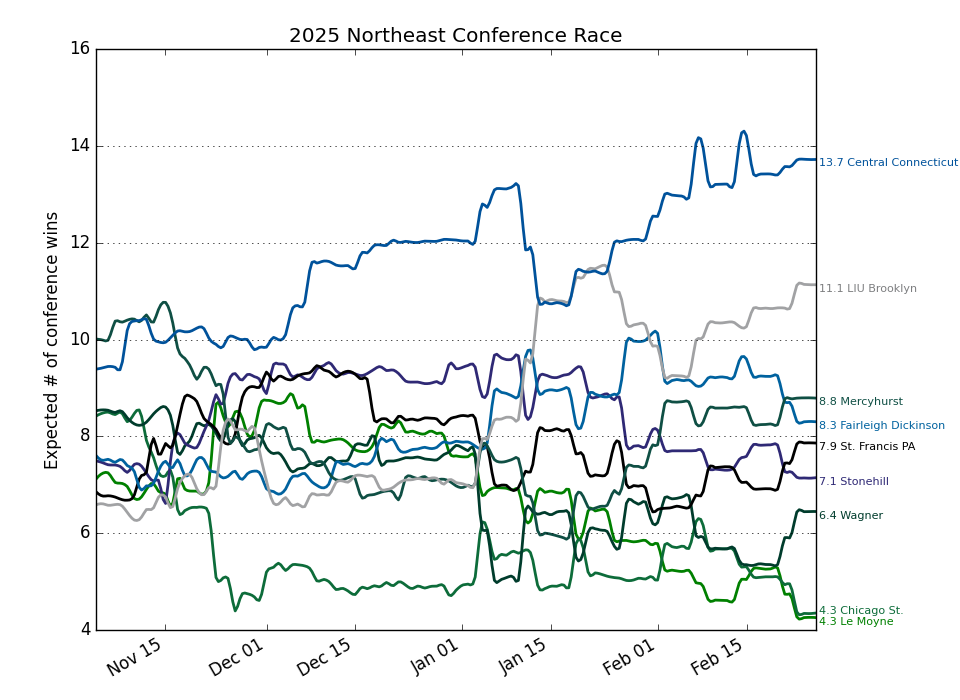 2025 Northeast Conference Race
Expected # of conference wins
16
14
12
10
8
6
4
13.7 Central Connecticut
11.1 LIU Brooklyn
8.8 Mercyhurst
8.3 Fairleigh Dickinson
7.9 St. Francis PA
7.1 Stonehill
6.4 Wagner
4.3 Chicago St.
4.3 Le Moyne
Nov 15
Dec 01
Dec 15
Jan 01
Jan 15
Feb 01
Feb 15